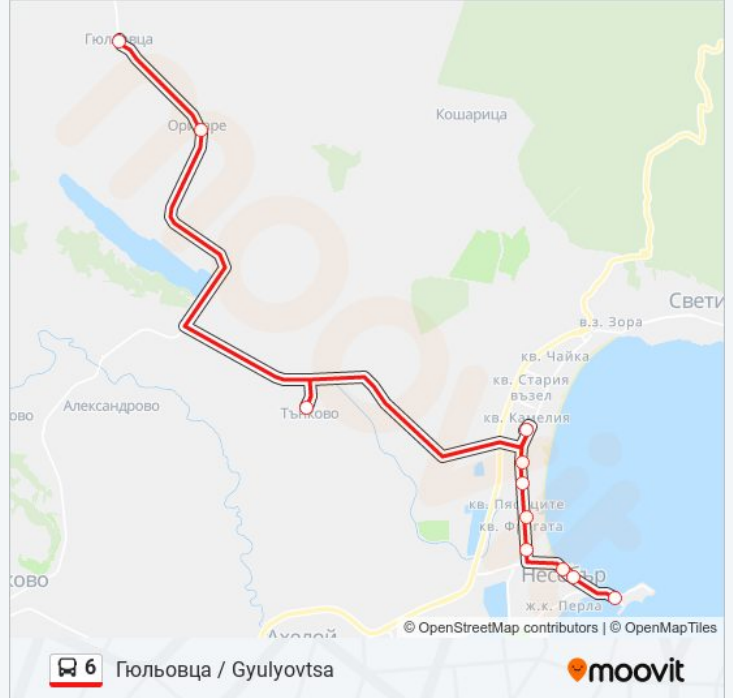 Гюльовца
Оризаре
Кошарица
Свети
в.з. Зора
кв. Чайка
кв. Стария
възел
кв. Камелия
ово
Александрово
Тънково
кв. Пясъците
кв. Фрегата
ково
Несебър
ж.к. Перла
Ахелой
© OpenStreetMap contributors | © OpenMapTiles
6 Гюльовца / Gyulyovtsa
moovit